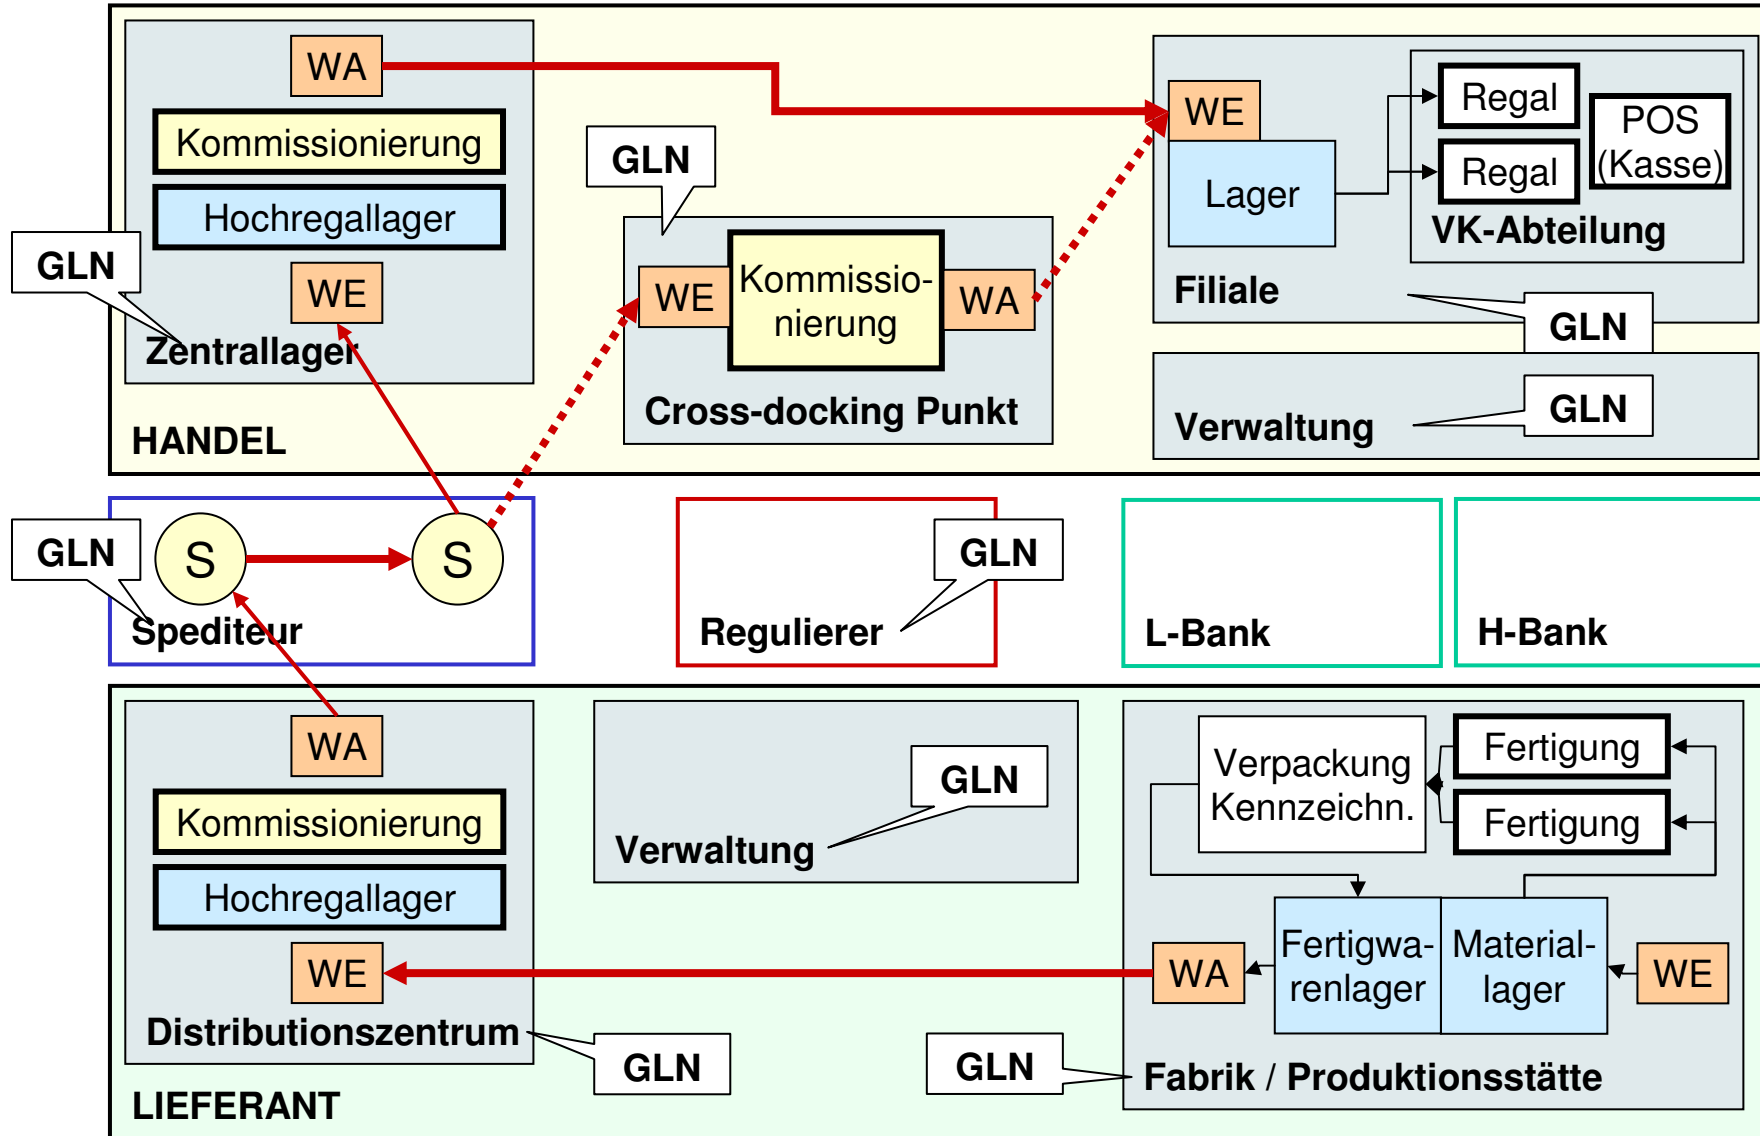 WA
Kommissionierung
Hochregallager
GLN
WE
Zentrallager
HANDEL
GLN
WE
Kommissio-
nierung
WA
Cross-docking Punkt
WE
Lager
Regal
Regal
POS
(Kasse)
VK-Abteilung
Filiale
GLN
Verwaltung
GLN
GLN
S
S
Spediteur
GLN
Regulierer
L-Bank
H-Bank
WA
Kommissionierung
Hochregallager
WE
Distributionszentrum
GLN
LIEFERANT
GLN
Verwaltung
Verpackung
Kennzeichn.
Fertigung
Fertigung
WA
Fertigwa-
renlager
Material-
lager
WE
GLN
Fabrik / Produktionsstätte